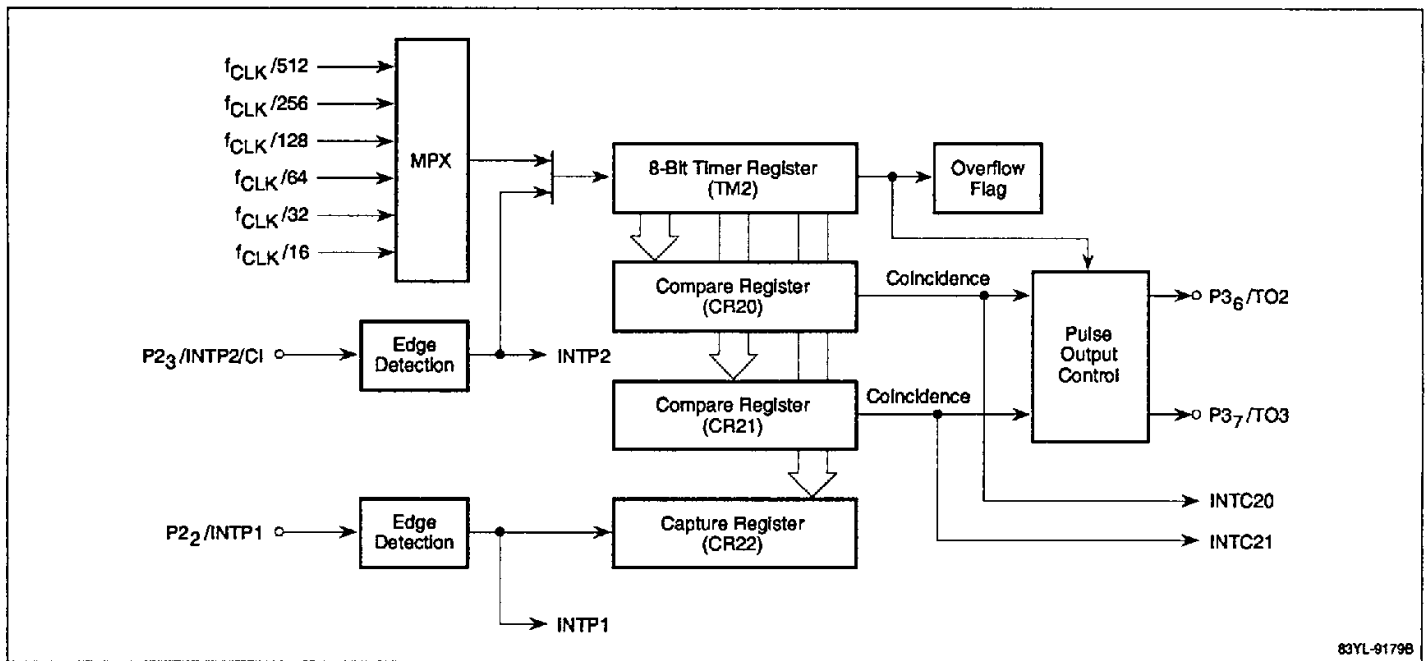 fCLK/512
fCLK/256
fCLK/128
fCLK/64
fCLK/32
fCLK/16
MPX
8-Bit Timer Register
(TM2)
Overflow
Flag
Compare Register
(CR20)
Coincidence
P36/TO2
Pulse
Output
Control
P23/INTP2/CI
Edge
Detection
INTP2
Compare Register
(CR21)
Coincidence
P37/TO3
P22/INTP1
Edge
Detection
Capture Register
(CR22)
INTC20
INTC21
INTP1
83YL-9179B